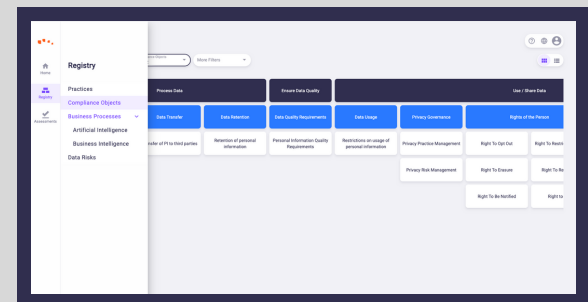 Home
Registry
Assessments
Registry
Practices
Compliance Objects
Business Processes
Artificial Intelligence
Business Intelligence
Data Risks
More Filters
Process Data
Ensure Data Quality
Use / Share Data
Data Transfer
Data Retention
Data Quality Requirements
Data Usage
Privacy Governance
Rights of the Person
nsfer of PI to third parties
Retention of personal
information
Personal Information Quality
Requirements
Restrictions on usage of
personal information
Privacy Practice Management
Right To Opt Out
Right To Restri
Privacy Risk Management
Right To Erasure
Right To Re
Right To Be Notified
Right to